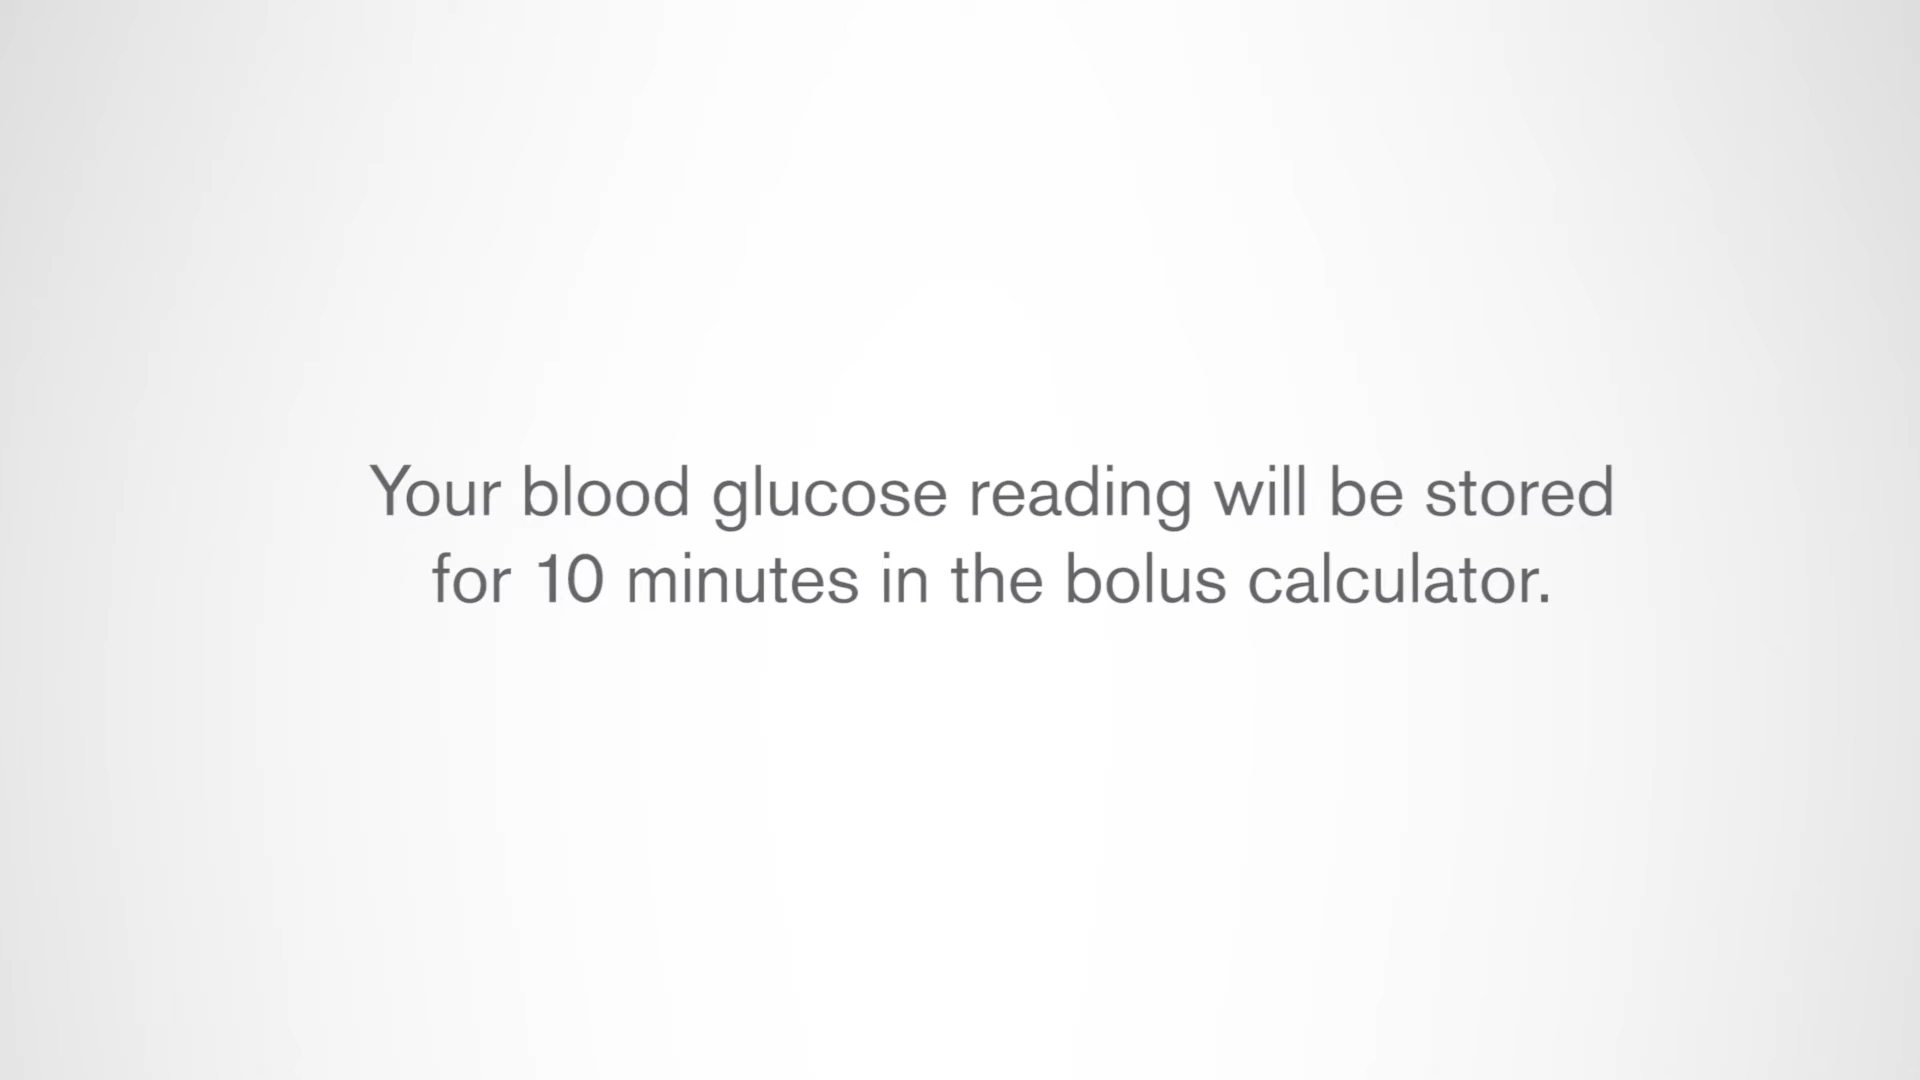 Your blood glucose reading will be stored
for 10 minutes in the bolus calculator.